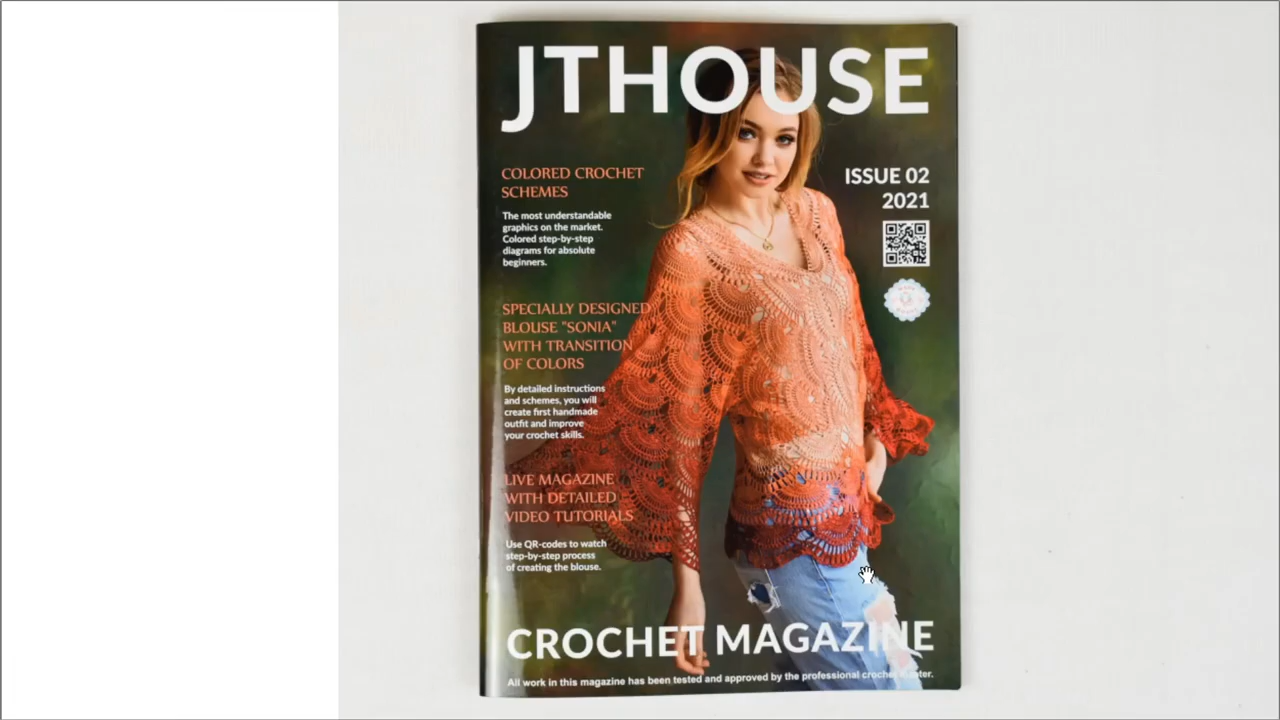 JTHOUSE
COLORED CROCHET
SCHEMES
The most understandable
graphics on the market.
Colored step-by-step
diagrams for absolute
beginners.
ISSUE 02
2021
SPECIALLY DESIGNED
BLOUSE "SONIA"
WITH TRANSITION
OF COLORS
By detailed instructions
and schemes, you will
create first handmade
outfit and improve
your crochet skills.
LIVE MAGAZINE
WITH DETAILED
VIDEO TUTORIALS
Use QR-codes to watch
step-by-step process
of creating the blouse.
CROCHET MAGAZINE
All work in this magazine has been tested and approved by the professional crochet